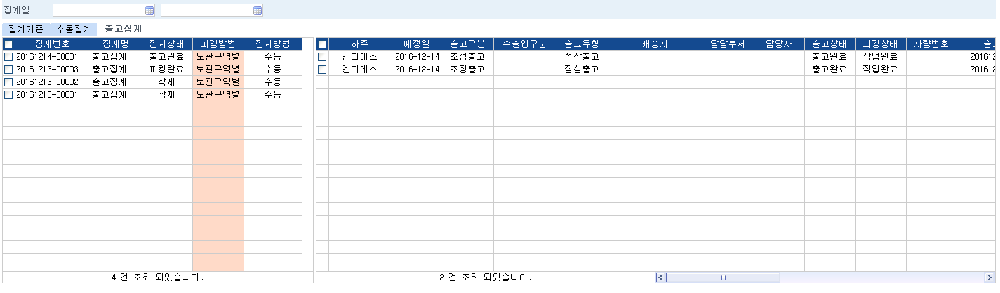 집계일
집계기준 수동집계 출고집계
집계번호 집계명 집계상태 피킹방법 집계방법
20161214-00001 출고집계 출고완료 보관구역별 수동
20161213-00003 출고집계 피킹완료 보관구역별 수동
20161213-00002 출고집계 삭제 보관구역별 수동
20161213-00001 출고집계 삭제 보관구역별 수동
4 건 조회 되었습니다.
하주 예정일 출고구분 수출입구분 출고유형 배송처 담당부서 담당자 출고상태 피킹상태 차량번호 출
엔디에스 2016-12-14 조정출고 정상출고 출고완료 작업완료 201612
엔디에스 2016-12-14 조정출고 정상출고 출고완료 작업완료 201612
2 건 조회 되었습니다.